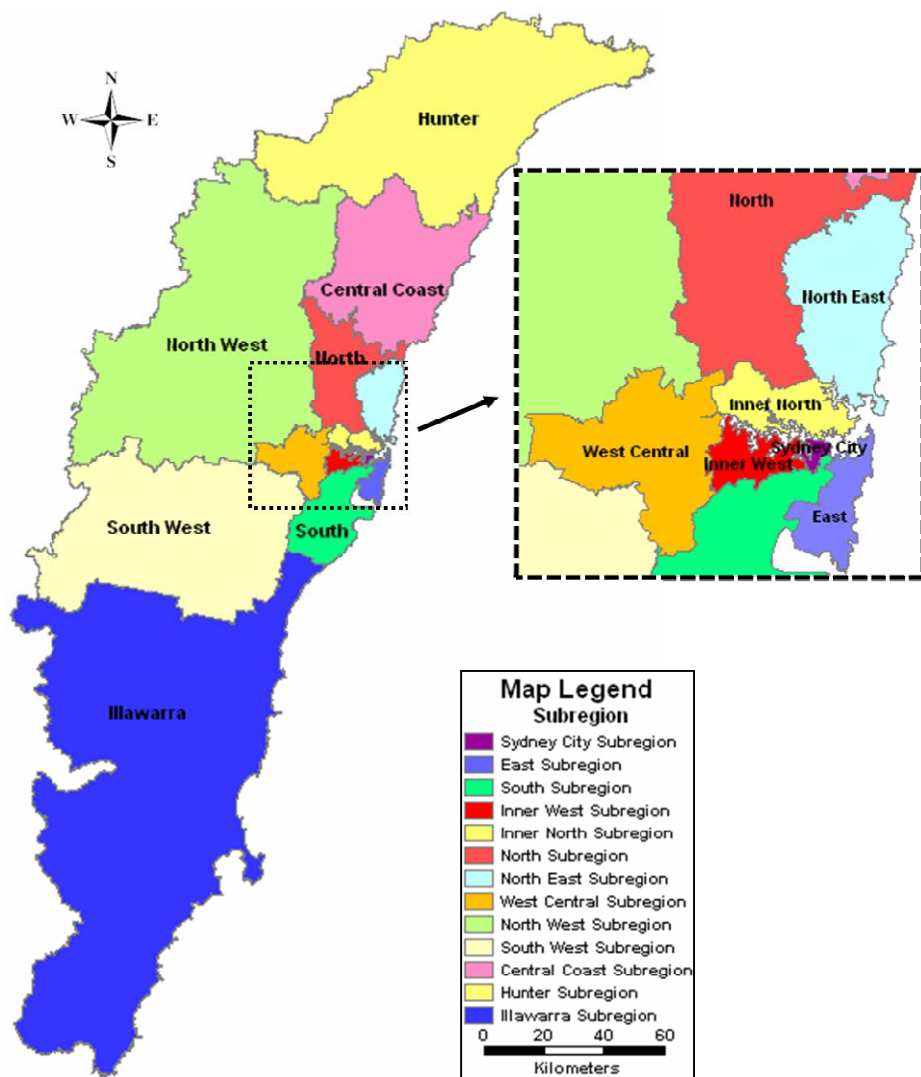 N
W E
S
Hunter
Central Coast
North West
North
South West
South
Illawarra
North
North East
Inner North
Sydney City
West Central
Inner West
East
Map Legend
Subregion
Sydney City Subregion
East Subregion
South Subregion
Inner West Subregion
Inner North Subregion
North Subregion
North East Subregion
West Central Subregion
North West Subregion
South West Subregion
Central Coast Subregion
Hunter Subregion
Illawarra Subregion
0 20 40 60
Kilometers